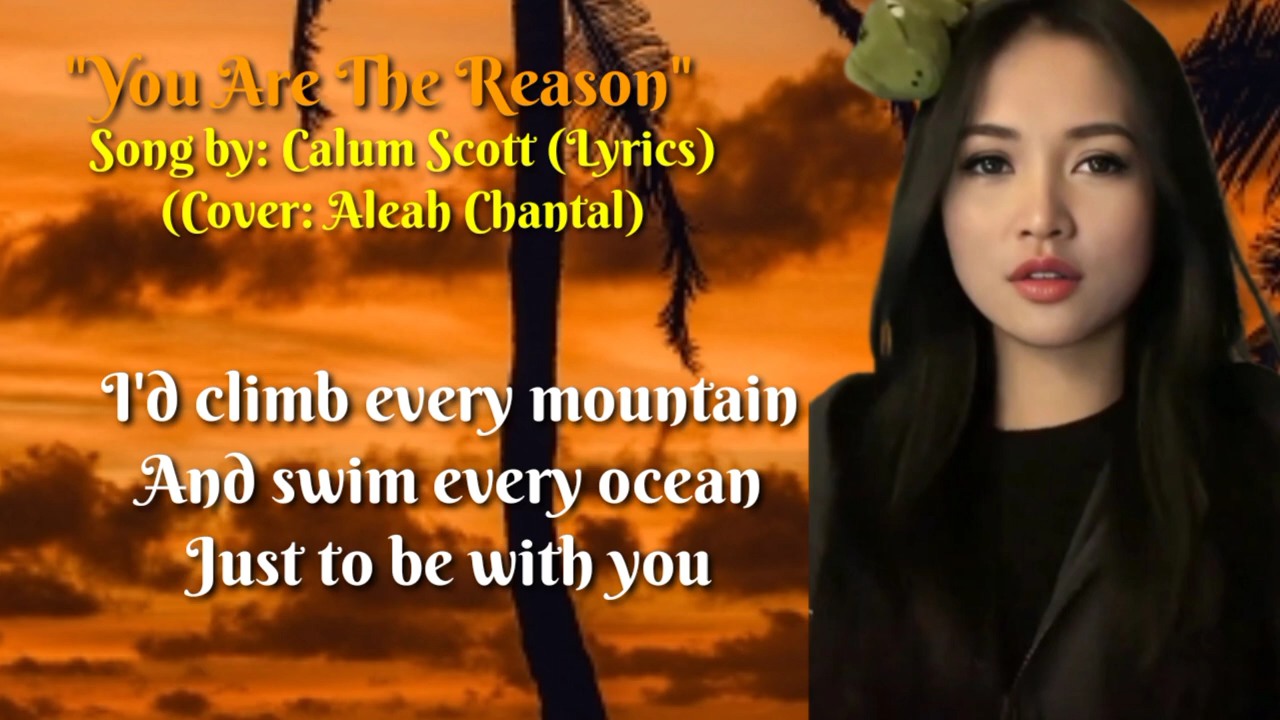 "You Are The Reason"
Song by: Calum Scott (Lyrics)
(Cover: Aleah Chantal)
I'd climb every mountain
And swim every ocean
Just to be with you